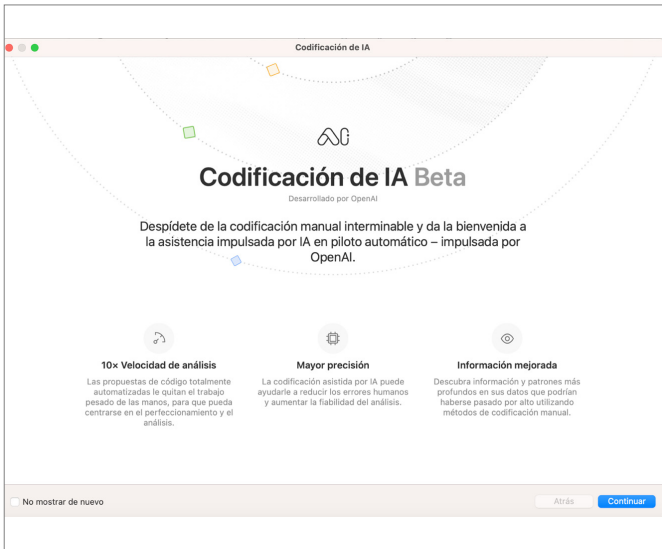 Codificación de IA
Codificación de IA Beta
Desarrollado por OpenAI
Despídete de la codificación manual interminable y da la bienvenida a
la asistencia impulsada por IA en piloto automático – impulsada por
OpenAI.
10× Velocidad de análisis
Las propuestas de código totalmente
automatizadas le quitan el trabajo
pesado de las manos, para que pueda
centrarse en el perfeccionamiento y el
análisis.
Mayor precisión
La codificación asistida por IA puede
ayudarle a reducir los errores humanos
y aumentar la fiabilidad del análisis.
Información mejorada
Descubra información y patrones más
profundos en sus datos que podrían
haberse pasado por alto utilizando
métodos de codificación manual.
No mostrar de nuevo
Atrás
Continuar